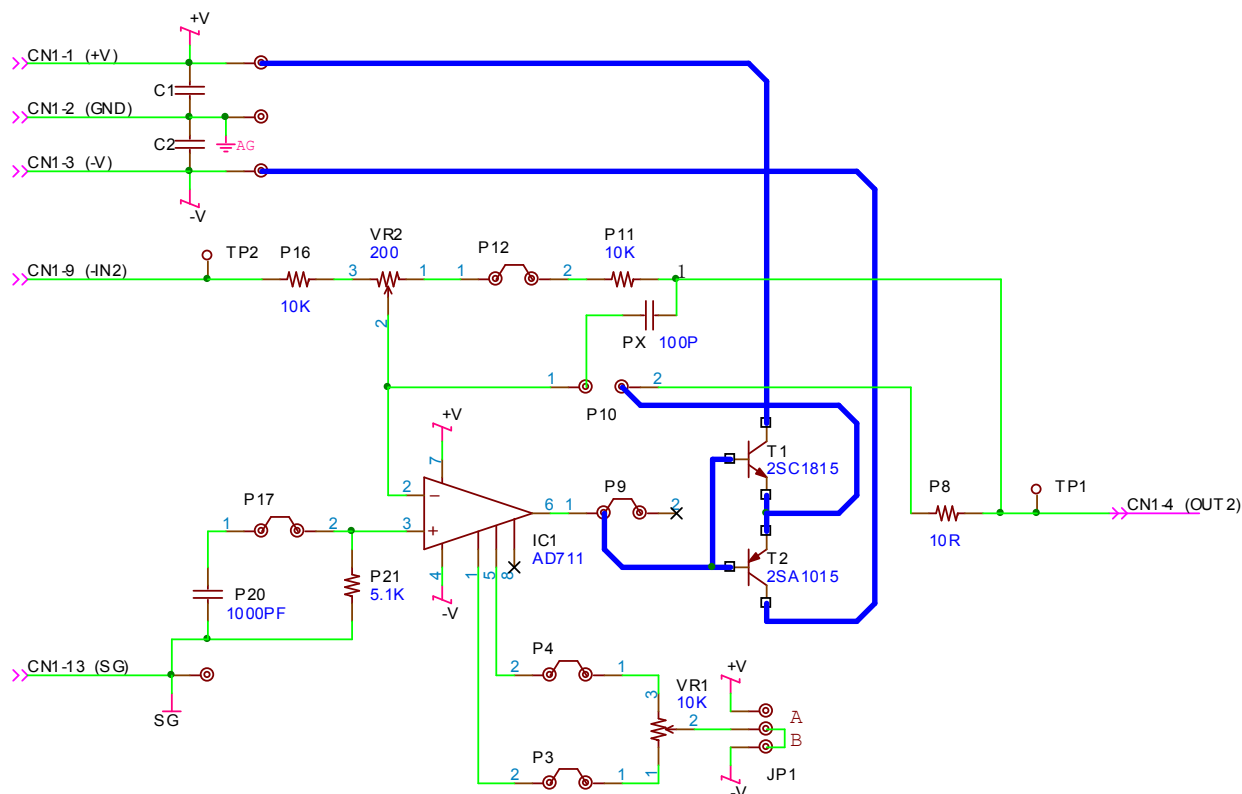 +V
CN1-1 (+V)
C1
CN1-2 (GND)
AG
C2
CN1-3 (-V)
-V
CN1-9 (-IN2)
TP2
P16
10K
3
VR2
200
1
2
1
P12
2
P11
10K
1
PX
100P
1
P10
2
+V
7
2
3
4
-V
6
IC1
AD711
1
5
8
1
P9
2
T1
2SC1815
T2
2SA1015
P8
10R
TP1
CN1-4 (OUT2)
1
P17
2
P20
1000PF
P21
5.1K
CN1-13 (SG)
SG
2
P4
1
3
VR1
10K
2
1
2
P3
1
+V
A
B
JP1
-V